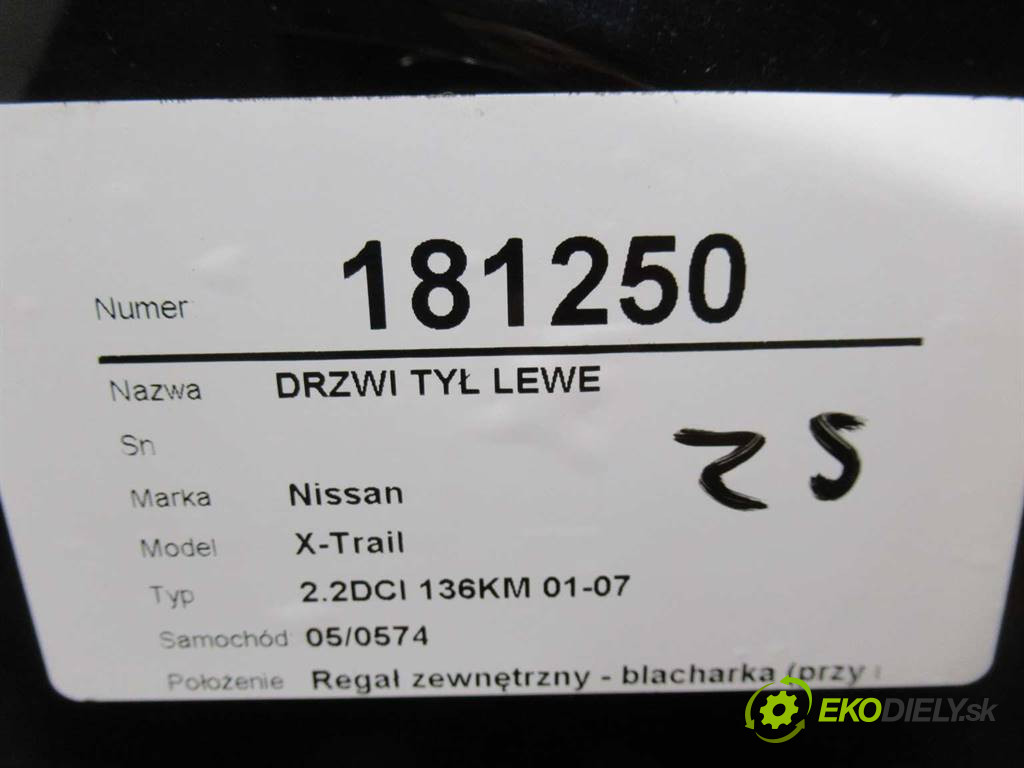 Numer 181250
Nazwa DRZWI TYŁ LEWE
Sn
Marka Nissan
Model X-Trail
Typ 2.2DCI 136KM 01-07
Samochód 05/0574
Położenie Regał zewnętrzny - blacharka (przy
EKODIELY.sk